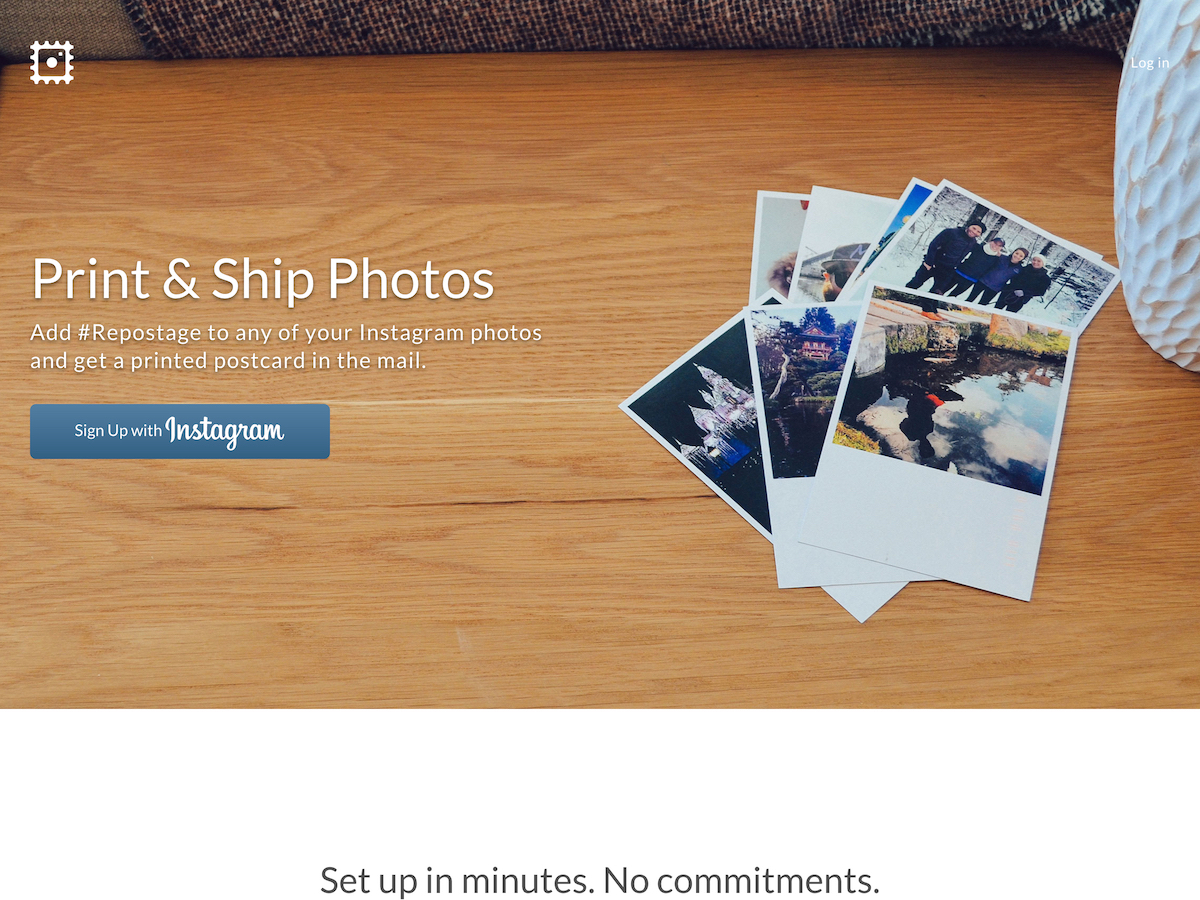 Log in
Print & Ship Photos
Add #Repostage to any of your Instagram photos
and get a printed postcard in the mail.
Sign Up with Instagram
Set up in minutes. No commitments.